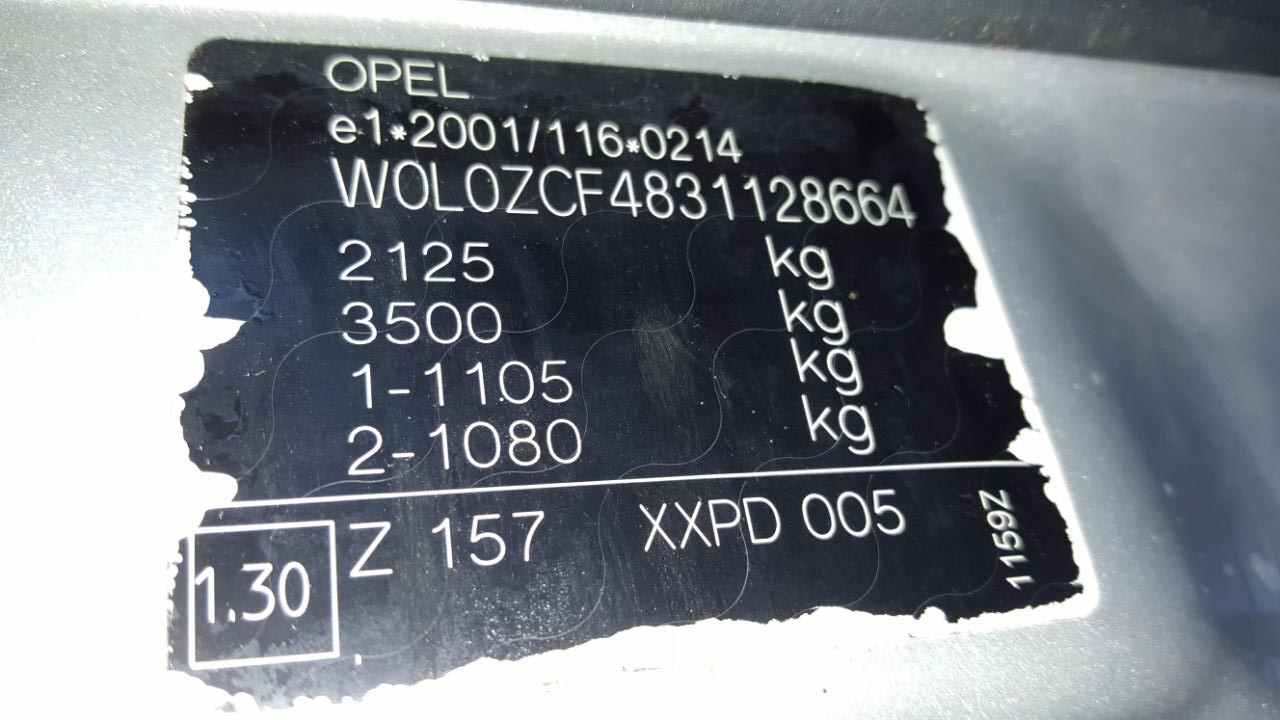 OPEL
e1*2001/116*0214
W0L0ZCF4831128664
2125 kg
3500 kg
1-1105 kg
2-1080 kg
1.30 Z 157 XXPD 005 1159Z